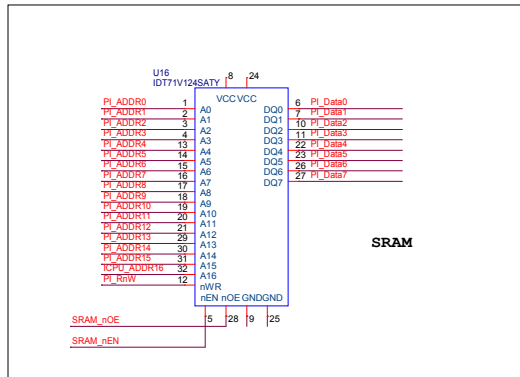 U16
IDT71V124SATY
8 24
VCC VCC
PI_ADDR0 1 A0 DQ0 6 PI_Data0
PI_ADDR1 2 A1 DQ1 7 PI_Data1
PI_ADDR2 3 A2 DQ2 10 PI_Data2
PI_ADDR3 4 A3 DQ3 11 PI_Data3
PI_ADDR4 13 A4 DQ4 22 PI_Data4
PI_ADDR5 14 A5 DQ5 23 PI_Data5
PI_ADDR6 15 A6 DQ6 26 PI_Data6
PI_ADDR7 16 A7 DQ7 27 PI_Data7
PI_ADDR8 17 A8
PI_ADDR9 18 A9
PI_ADDR10 19 A10
PI_ADDR11 20 A11
PI_ADDR12 21 A12
PI_ADDR13 29 A13
PI_ADDR14 30 A14
PI_ADDR15 31 A15
ICPU_ADDR16 32 A16
PI_RnW 12 nWR
SRAM
nEN nOE GND GND
5 28 9 25
SRAM_nOE
SRAM_nEN